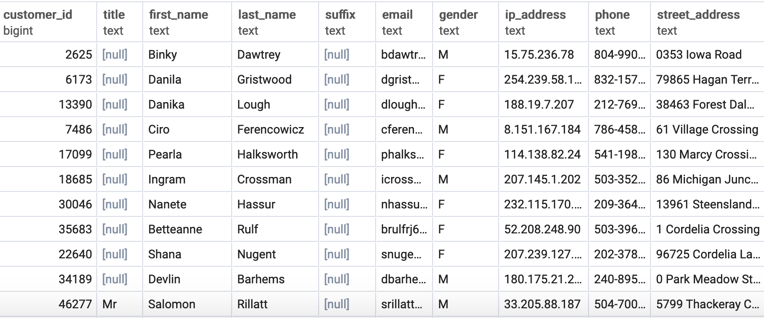 customer_id title first_name last_name suffix email gender ip_address phone street_address
bigint text text text text text text text text text
2625 [null] Binky Dawtrey [null] bdawtr... M 15.75.236.78 804-990... 0353 Iowa Road
6173 [null] Danila Gristwood [null] dgrist... F 254.239.58.1... 832-157... 79865 Hagan Terr...
13390 [null] Danika Lough [null] dlough... F 188.19.7.207 212-769... 38463 Forest Dal...
7486 [null] Ciro Ferencowicz [null] cferen... M 8.151.167.184 786-458... 61 Village Crossing
17099 [null] Pearla Halksworth [null] phalks... F 114.138.82.24 541-198... 130 Marcy Crossi...
18685 [null] Ingram Crossman [null] icross... M 207.145.1.202 503-352... 86 Michigan Junc...
30046 [null] Nanete Hassur [null] nhassu... F 232.115.170.... 209-364... 13961 Steensland...
35683 [null] Betteanne Rulf [null] brulfrj6... F 52.208.248.90 503-396... 1 Cordelia Crossing
22640 [null] Shana Nugent [null] snuge... F 207.239.127.... 202-378... 96725 Cordelia La...
34189 [null] Devlin Barhems [null] dbarhe... M 180.175.21.2... 240-895... 0 Park Meadow St...
46277 Mr Salomon Rillatt [null] srillatt... M 33.205.88.187 504-700... 5799 Thackeray C...